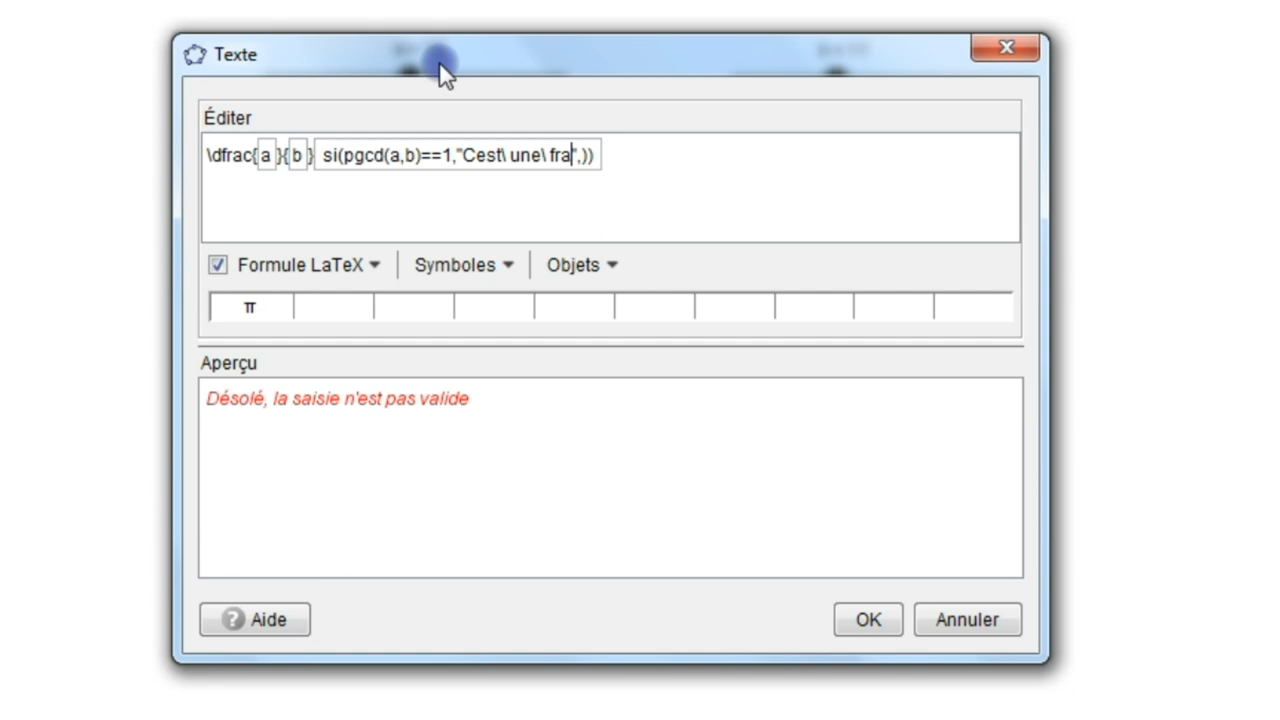 Texte
Éditer
\dfrac{a}{b} si(pgcd(a,b)==1,"Cest\ une\ fra",))
Formule LaTeX Symboles Objets
π
Aperçu
Désolé, la saisie n'est pas valide
? Aide OK Annuler